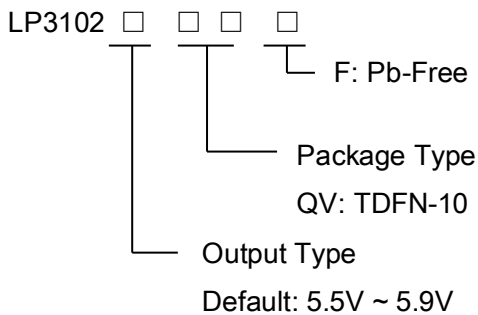 LP3102 □ □ □ □
F: Pb-Free
Package Type
QV: TDFN-10
Output Type
Default: 5.5V ~ 5.9V